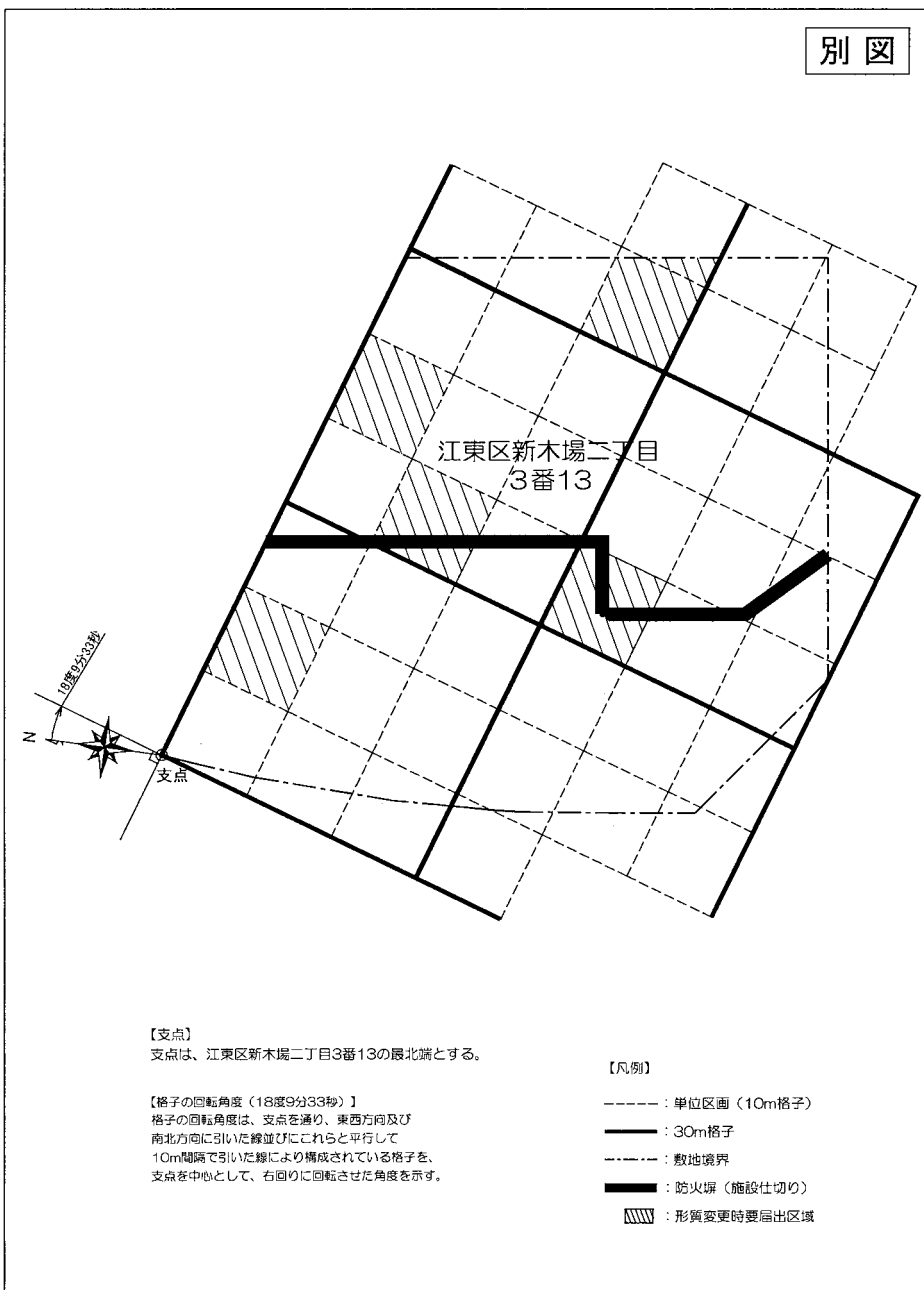 別図
江東区新木場二丁目
3番13
18度9分33秒
N
支点
【支点】
支点は、江東区新木場二丁目3番13の最北端とする。
【格子の回転角度（18度9分33秒）】
格子の回転角度は、支点を通り、東西方向及び
南北方向に引いた線並びにこれらと平行して
10m間隔で引いた線により構成されている格子を、
支点を中心として、右回りに回転させた角度を示す。
【凡例】
：単位区画（10m格子）
：30m格子
：敷地境界
：防火塀（施設仕切り）
：形質変更時要届出区域